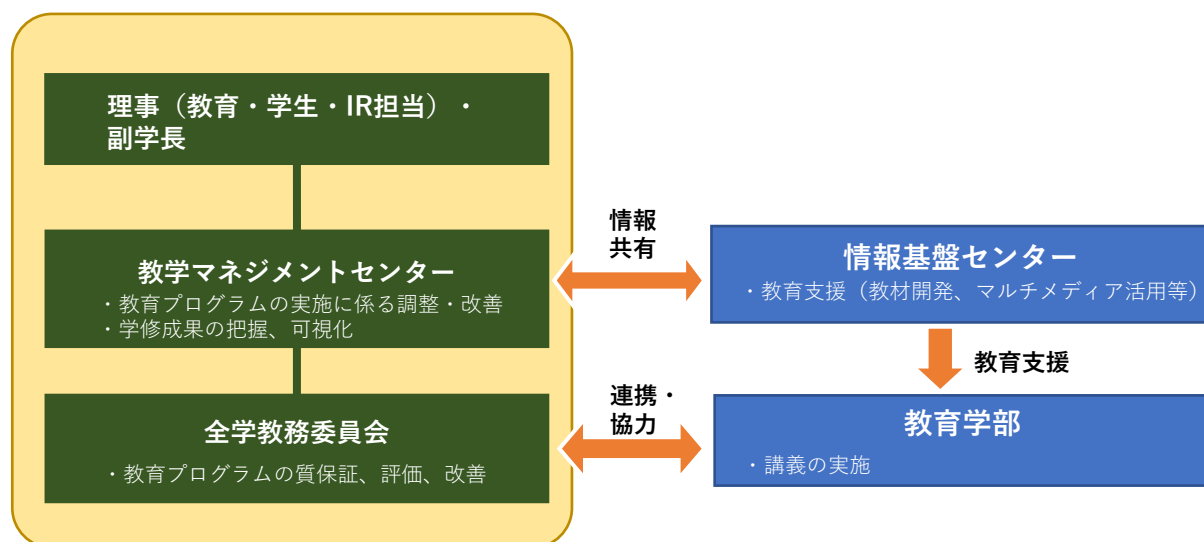 理事（教育・学生・IR担当）・
副学長
教学マネジメントセンター
・教育プログラムの実施に係る調整・改善
・学修成果の把握、可視化
全学教務委員会
・教育プログラムの質保証、評価、改善
情報
共有
連携・
協力
情報基盤センター
・教育支援（教材開発、マルチメディア活用等）
教育支援
教育学部
・講義の実施